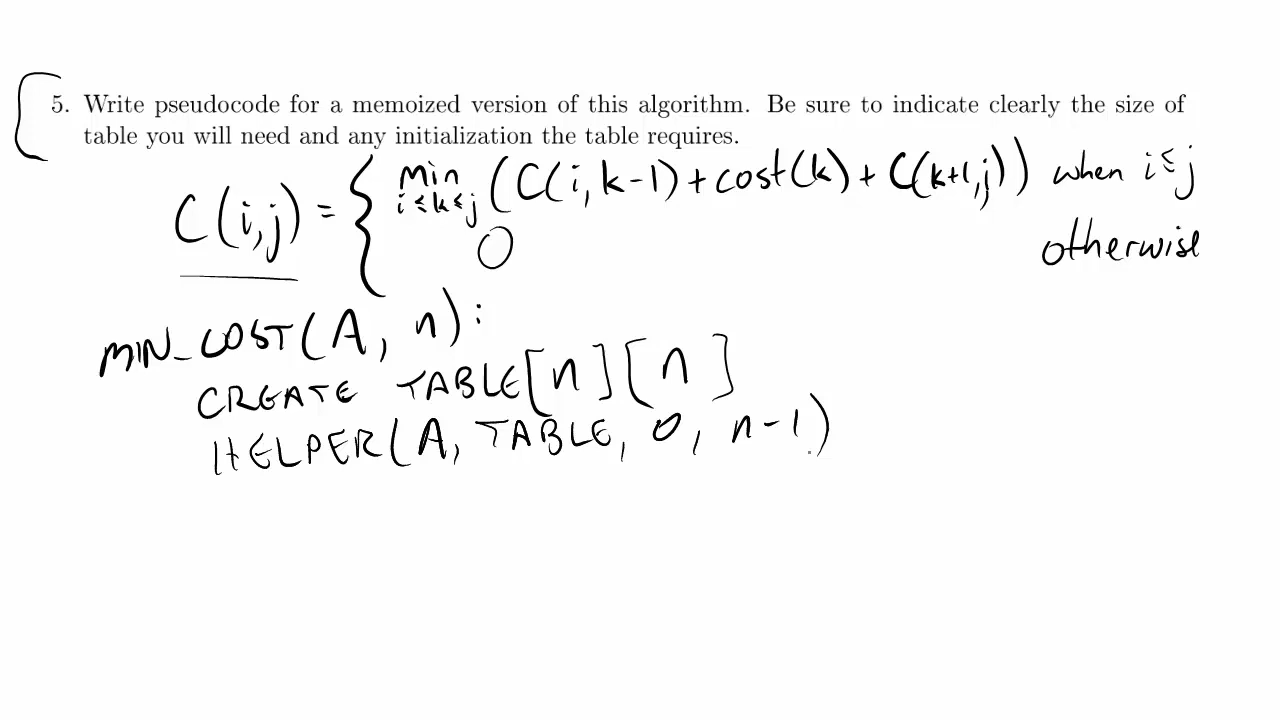 5. Write pseudocode for a memoized version of this algorithm. Be sure to indicate clearly the size of
table you will need and any initialization the table requires.
C(i,j) = { min i≤k≤j (C(i,k-1)+cost(k)+C(k+1,j)) when i≤j
0 otherwise
MIN_COST(A, n):
CREATE TABLE[n][n]
HELPER(A, TABLE, 0, n-1)